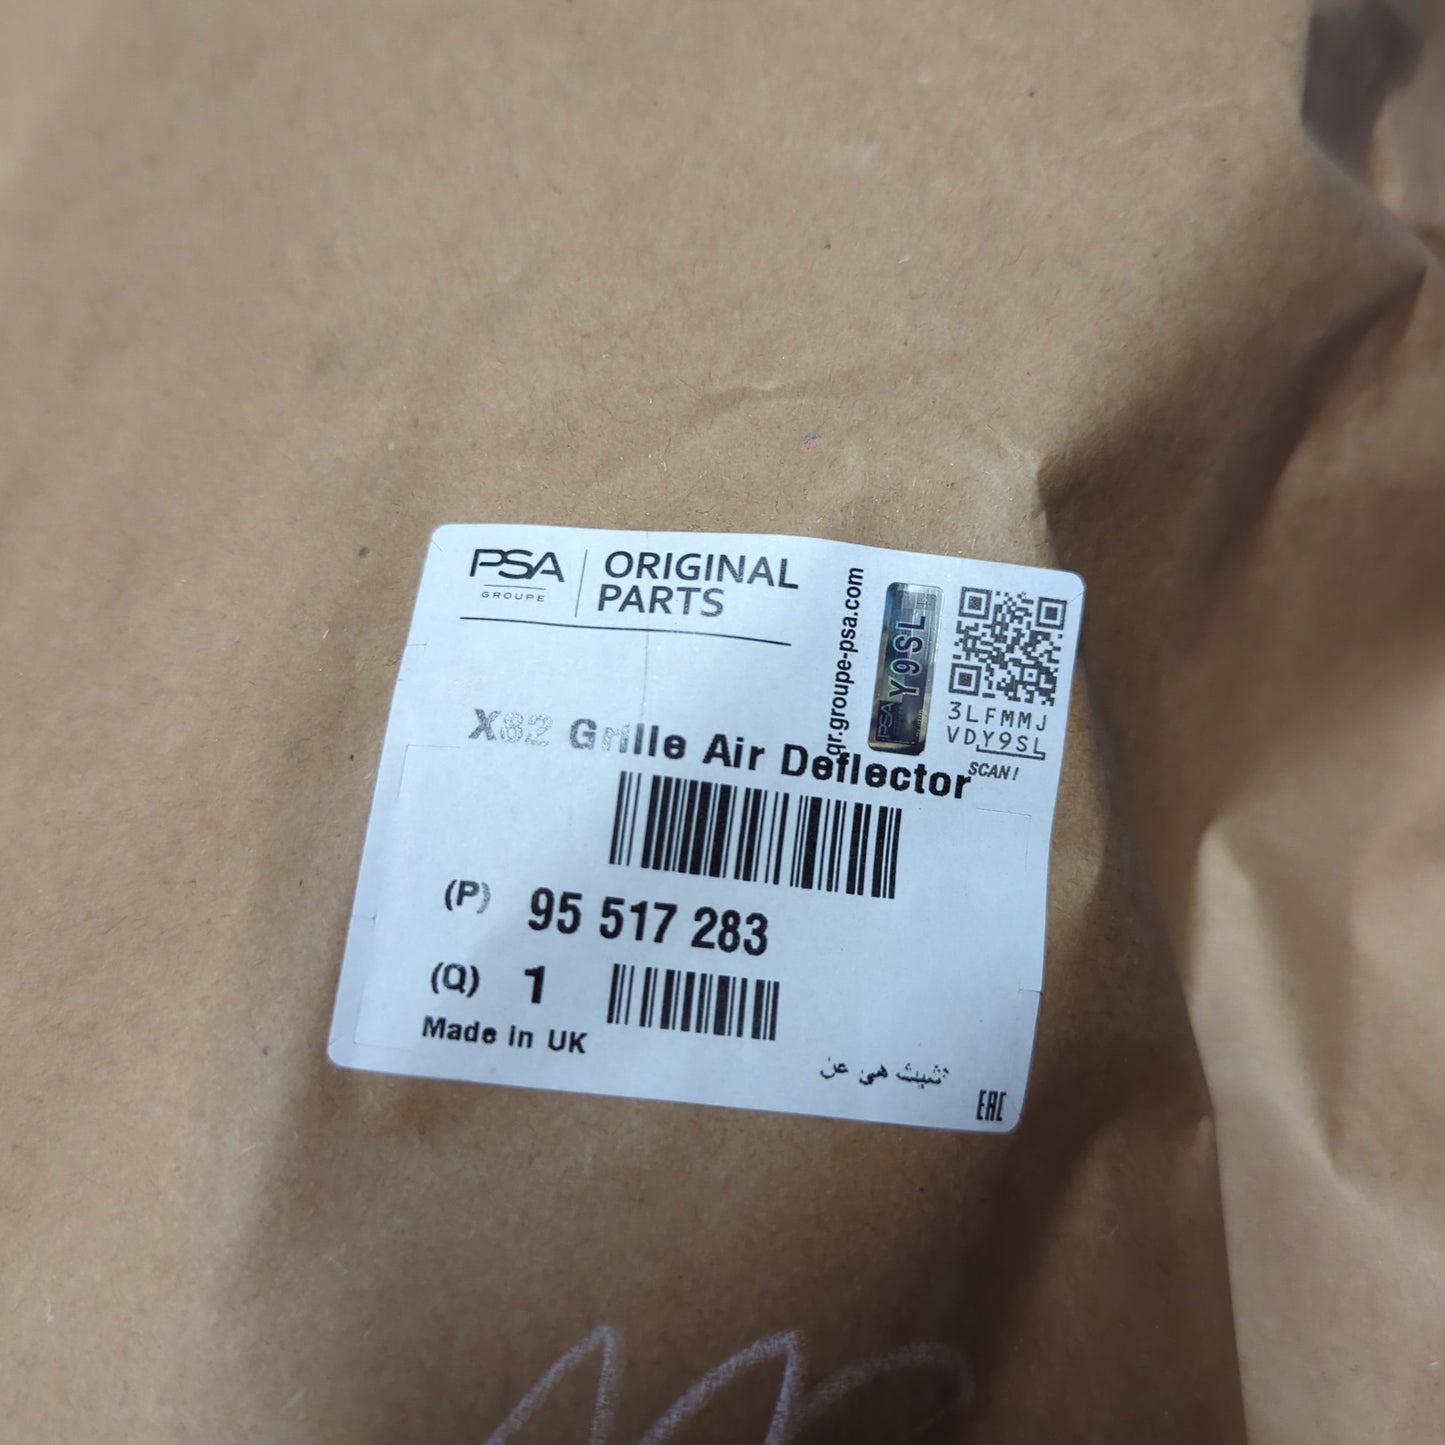 PSA
GROUPE
ORIGINAL
PARTS
qr.groupe-psa.com
PSA
Y9SL
3LFMMJ
VDY9SL
SCAN!
X82 Grille Air Deflector
(P) 95 517 283
(Q) 1
Made in UK
EAC